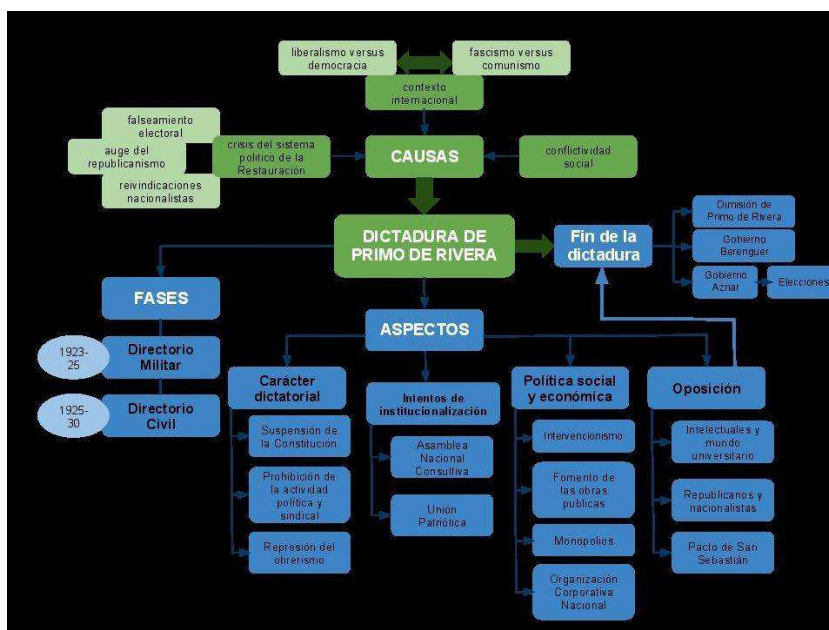 liberalismo versus
democracia
fascismo versus
comunismo
contexto
internacional
falseamiento
electoral
auge del
republicanismo
reivindicaciones
nacionalistas
crisis del sistema
politico de la
Restauración
CAUSAS
conflictividad
social
DICTADURA DE
PRIMO DE RIVERA
Fin de la
dictadura
Dimisión de
Primo de Rivera
Gobierno
Berenguer
Gobierno
Aznar
Elecciones
FASES
1923-
25
Directorio
Militar
1925-
30
Directorio
Civil
ASPECTOS
Carácter
dictatorial
Suspensión de
la Constitución
Prohibición de
la actividad
política y
sindical
Represión del
obrerismo
Intentos de
institucionalización
Asamblea
Nacional
Consultiva
Unión
Patriótica
Política social
y económica
Intervencionismo
Fomento de
las obras
publicas
Monopolios
Organización
Corporativa
Nacional
Oposición
Intelectuales y
mundo
universitario
Republicanos y
nacionalistas
Pacto de San
Sebastián